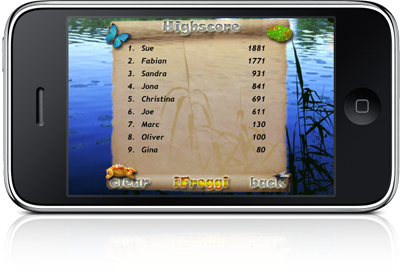 Highscore
1. Sue 1881
2. Fabian 1771
3. Sandra 931
4. Jona 841
5. Christina 691
6. Joe 611
7. Marc 130
8. Oliver 100
9. Gina 80
clear iFroggi back